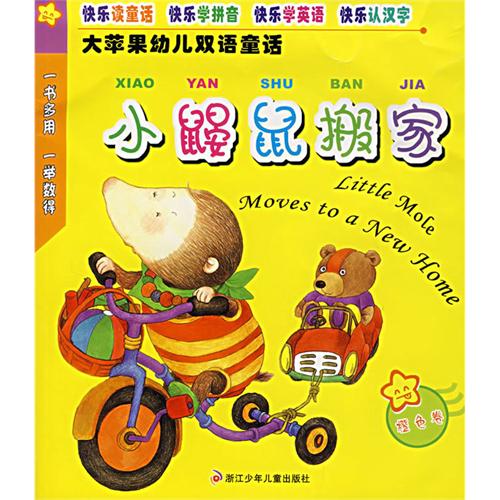 快乐读童话 快乐学拼音 快乐学英语 快乐认汉字
大苹果幼儿双语童话
一书多用 一举数得
XIAO YAN SHU BAN JIA
小鼹鼠搬家
Little Mole
Moves to a New Home
橙色卷
浙江少年儿童出版社